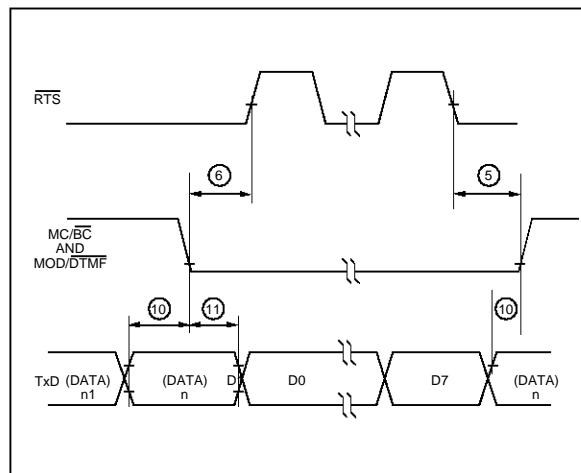 RTS
6
5
MC/BC
AND
MOD/DTMF
10
11
10
TxD
(DATA)
n1
(DATA)
n
D
D0
D7
(DATA)
n